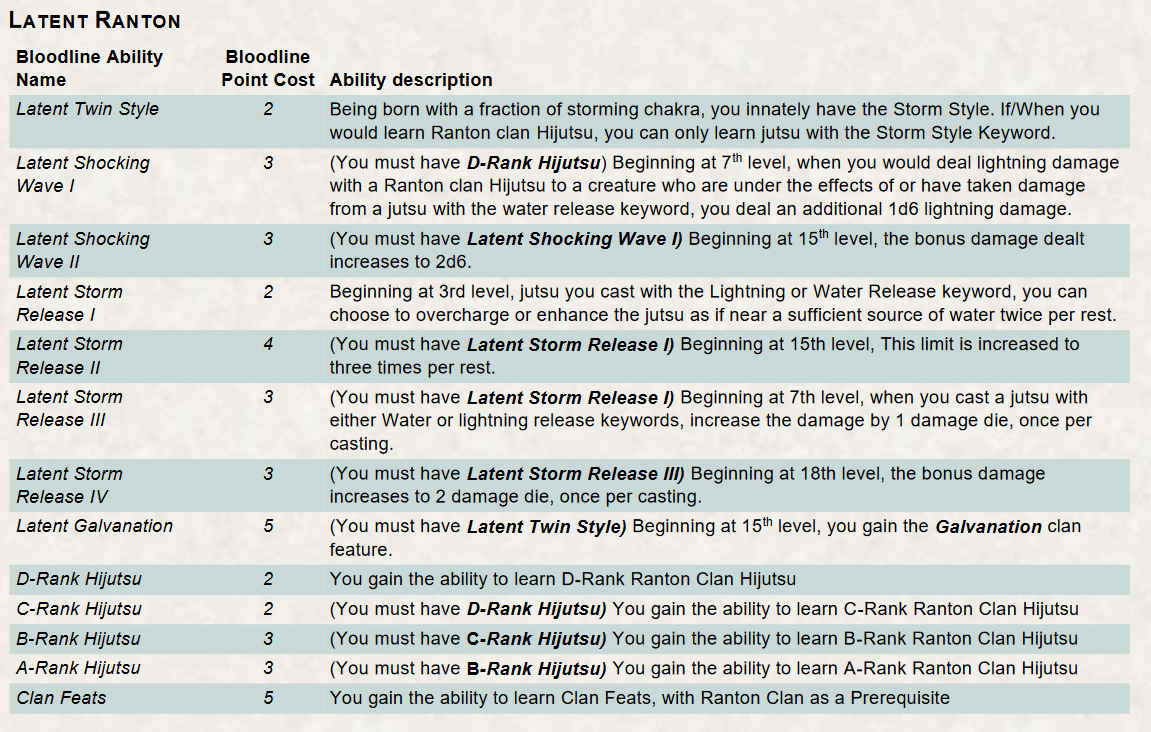 LATENT RANTON
Bloodline Ability Bloodline
Name Point Cost Ability description
Latent Twin Style 2 Being born with a fraction of storming chakra, you innately have the Storm Style. If/When you
would learn Ranton clan Hijutsu, you can only learn jutsu with the Storm Style Keyword.
Latent Shocking 3 (You must have D-Rank Hijutsu) Beginning at 7th level, when you would deal lightning damage
Wave I with a Ranton clan Hijutsu to a creature who are under the effects of or have taken damage
from a jutsu with the water release keyword, you deal an additional 1d6 lightning damage.
Latent Shocking 3 (You must have Latent Shocking Wave I) Beginning at 15th level, the bonus damage dealt
Wave II increases to 2d6.
Latent Storm 2 Beginning at 3rd level, jutsu you cast with the Lightning or Water Release keyword, you can
Release I choose to overcharge or enhance the jutsu as if near a sufficient source of water twice per rest.
Latent Storm 4 (You must have Latent Storm Release I) Beginning at 15th level, This limit is increased to
Release II three times per rest.
Latent Storm 3 (You must have Latent Storm Release I) Beginning at 7th level, when you cast a jutsu with
Release III either Water or lightning release keywords, increase the damage by 1 damage die, once per
casting.
Latent Storm 3 (You must have Latent Storm Release III) Beginning at 18th level, the bonus damage
Release IV increases to 2 damage die, once per casting.
Latent Galvanation 5 (You must have Latent Twin Style) Beginning at 15th level, you gain the Galvanation clan
feature.
D-Rank Hijutsu 2 You gain the ability to learn D-Rank Ranton Clan Hijutsu
C-Rank Hijutsu 2 (You must have D-Rank Hijutsu) You gain the ability to learn C-Rank Ranton Clan Hijutsu
B-Rank Hijutsu 3 (You must have C-Rank Hijutsu) You gain the ability to learn B-Rank Ranton Clan Hijutsu
A-Rank Hijutsu 3 (You must have B-Rank Hijutsu) You gain the ability to learn A-Rank Ranton Clan Hijutsu
Clan Feats 5 You gain the ability to learn Clan Feats, with Ranton Clan as a Prerequisite